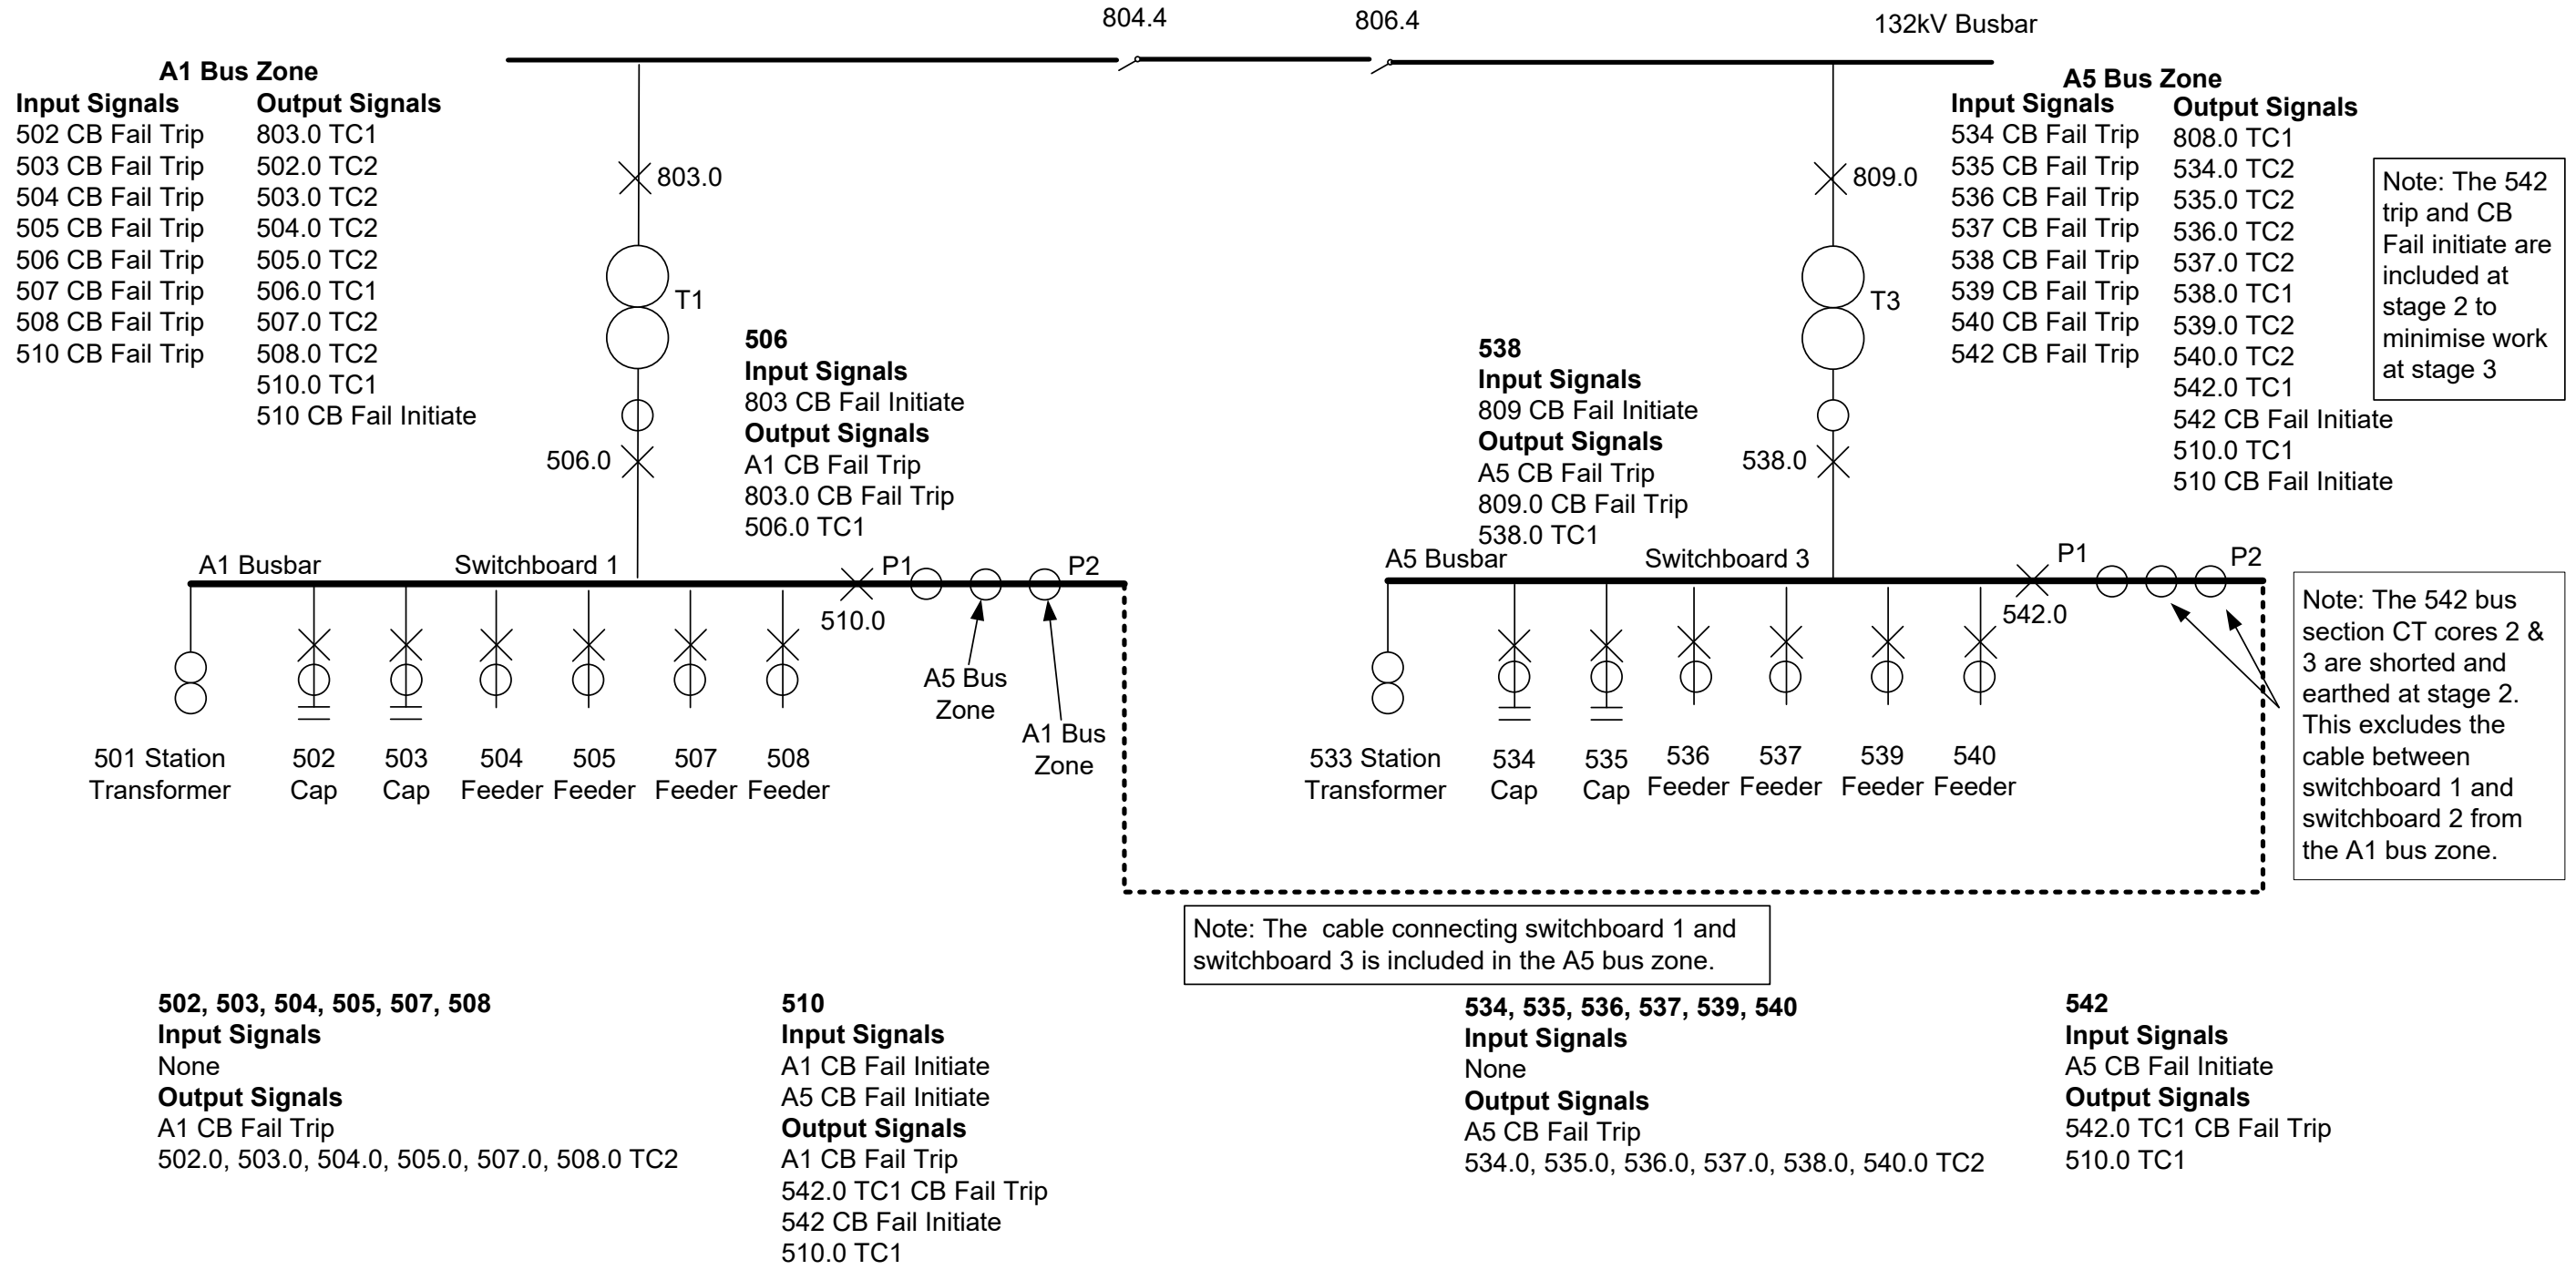 804.4
806.4
132kV Busbar
A1 Bus Zone
Input Signals
502 CB Fail Trip
503 CB Fail Trip
504 CB Fail Trip
505 CB Fail Trip
506 CB Fail Trip
507 CB Fail Trip
508 CB Fail Trip
510 CB Fail Trip
Output Signals
803.0 TC1
502.0 TC2
503.0 TC2
504.0 TC2
505.0 TC2
506.0 TC1
507.0 TC2
508.0 TC2
510.0 TC1
510 CB Fail Initiate
803.0
T1
506.0
506
Input Signals
803 CB Fail Initiate
Output Signals
A1 CB Fail Trip
803.0 CB Fail Trip
506.0 TC1
809.0
T3
538.0
538
Input Signals
809 CB Fail Initiate
Output Signals
A5 CB Fail Trip
809.0 CB Fail Trip
538.0 TC1
A5 Bus Zone
Input Signals
534 CB Fail Trip
535 CB Fail Trip
536 CB Fail Trip
537 CB Fail Trip
538 CB Fail Trip
539 CB Fail Trip
540 CB Fail Trip
542 CB Fail Trip
Output Signals
808.0 TC1
534.0 TC2
535.0 TC2
536.0 TC2
537.0 TC2
538.0 TC1
539.0 TC2
540.0 TC2
542.0 TC1
542 CB Fail Initiate
510.0 TC1
510 CB Fail Initiate
Note: The 542
trip and CB
Fail initiate are
included at
stage 2 to
minimise work
at stage 3
A1 Busbar
Switchboard 1
P1
P2
510.0
A5 Bus
Zone
A1 Bus
Zone
501 Station
Transformer
502
Cap
503
Cap
504
Feeder
505
Feeder
507
Feeder
508
Feeder
A5 Busbar
Switchboard 3
P1
P2
542.0
533 Station
Transformer
534
Cap
535
Cap
536
Feeder
537
Feeder
539
Feeder
540
Feeder
Note: The 542 bus
section CT cores 2 &
3 are shorted and
earthed at stage 2.
This excludes the
cable between
switchboard 1 and
switchboard 2 from
the A1 bus zone.
Note: The  cable connecting switchboard 1 and
switchboard 3 is included in the A5 bus zone.
502, 503, 504, 505, 507, 508
Input Signals
None
Output Signals
A1 CB Fail Trip
502.0, 503.0, 504.0, 505.0, 507.0, 508.0 TC2
510
Input Signals
A1 CB Fail Initiate
A5 CB Fail Initiate
Output Signals
A1 CB Fail Trip
542.0 TC1 CB Fail Trip
542 CB Fail Initiate
510.0 TC1
534, 535, 536, 537, 539, 540
Input Signals
None
Output Signals
A5 CB Fail Trip
534.0, 535.0, 536.0, 537.0, 538.0, 540.0 TC2
542
Input Signals
A5 CB Fail Initiate
Output Signals
542.0 TC1 CB Fail Trip
510.0 TC1